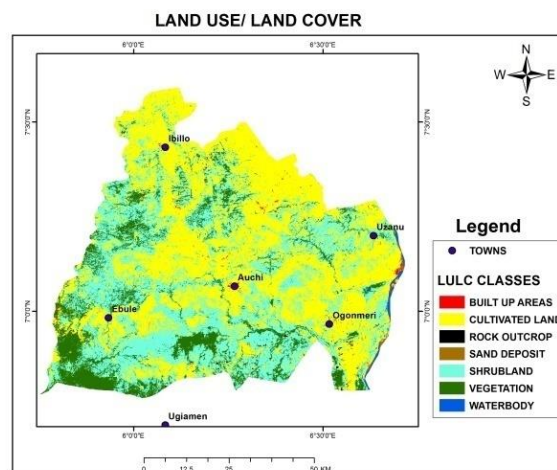 LAND USE/ LAND COVER
6°0'0"E 6°30'0"E
N
W E
S
7°30'0"N 7°30'0"N
Ibillo
Uzanu
Auchi
7°0'0"N 7°0'0"N
Ebule
Ogonmeri
Ugiamen
6°0'0"E 6°30'0"E
0 12.5 25 50 KM
Legend
TOWNS
LULC CLASSES
BUILT UP AREAS
CULTIVATED LAND
ROCK OUTCROP
SAND DEPOSIT
SHRUBLAND
VEGETATION
WATERBODY